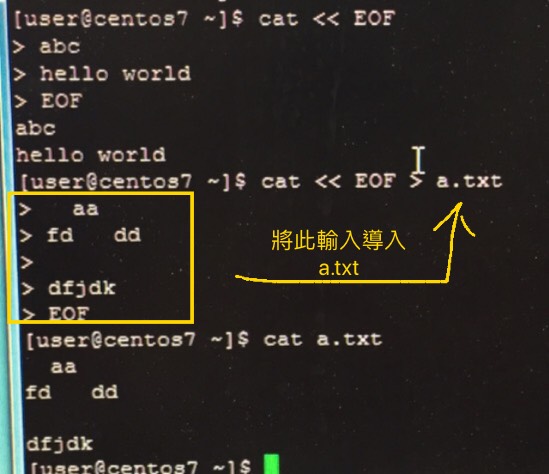 [user@centos7 ~]$ cat << EOF
> abc
> hello world
> EOF
abc
hello world
[user@centos7 ~]$ cat << EOF > a.txt
>   aa
> fd   dd
>
> dfjdk
> EOF
將此輸入導入
a.txt
[user@centos7 ~]$ cat a.txt
  aa
fd   dd

dfjdk
[user@centos7 ~]$